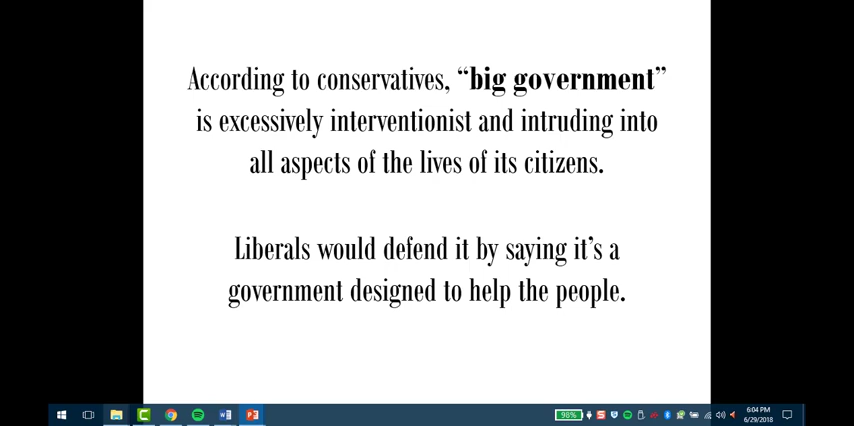 According to conservatives, “big government”
is excessively interventionist and intruding into
all aspects of the lives of its citizens.
Liberals would defend it by saying it’s a
government designed to help the people.
98%
6:04 PM
6/29/2018